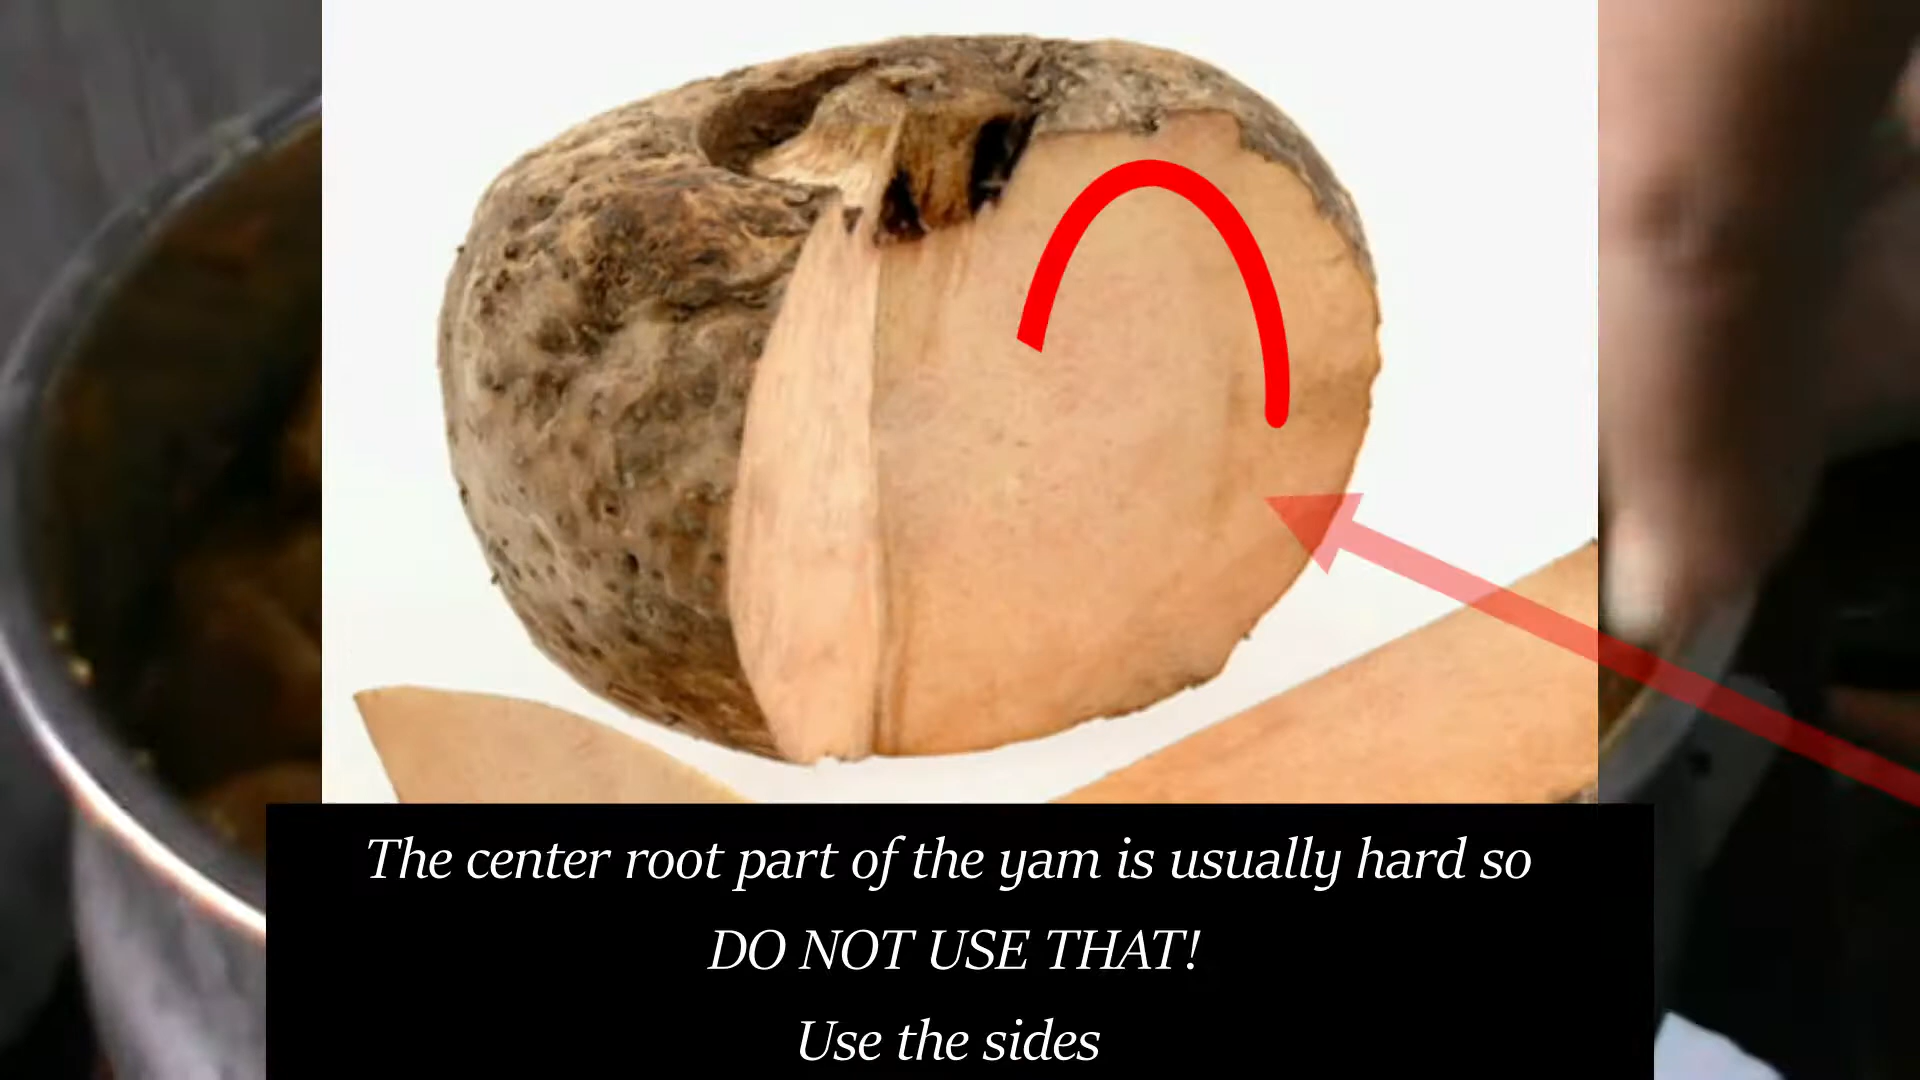 The center root part of the yam is usually hard so
DO NOT USE THAT!
Use the sides